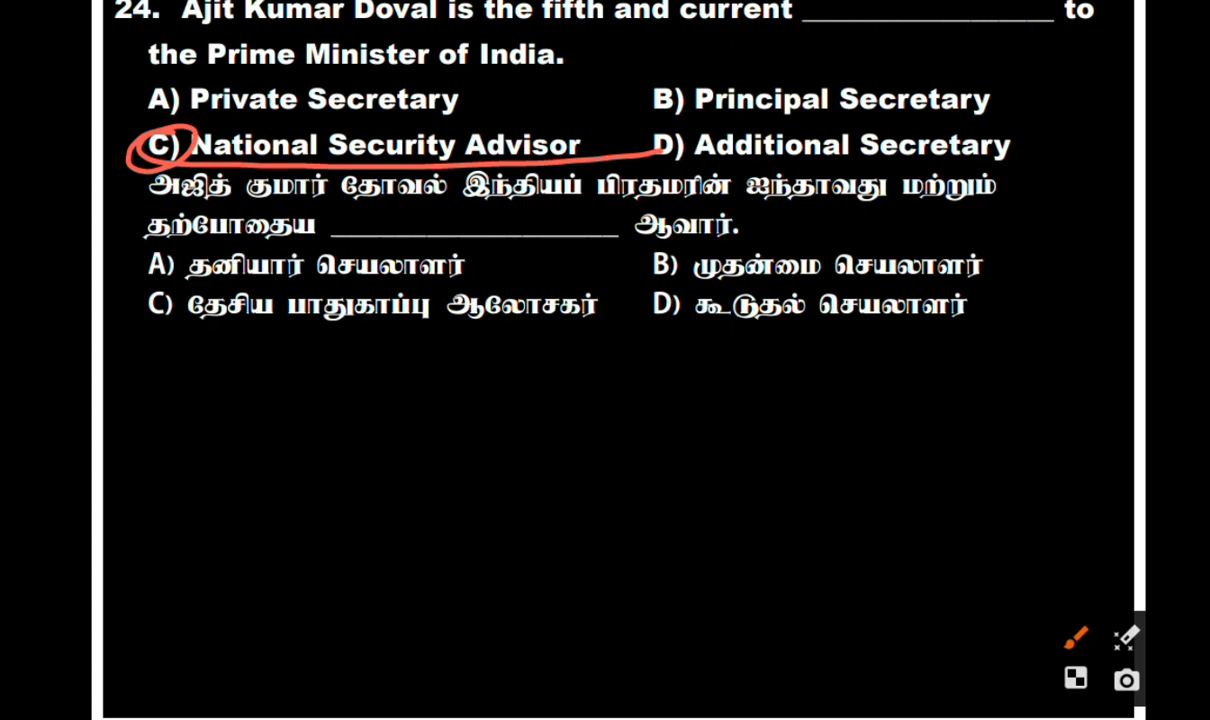 24. Ajit Kumar Doval is the fifth and current __________________ to
the Prime Minister of India.
A) Private Secretary B) Principal Secretary
C) National Security Advisor D) Additional Secretary
அஜித் குமார் தோவல் இந்தியப் பிரதமரின் ஐந்தாவது மற்றும்
தற்போதைய ____________________ ஆவார்.
A) தனியார் செயலாளர் B) முதன்மை செயலாளர்
C) தேசிய பாதுகாப்பு ஆலோசகர் D) கூடுதல் செயலாளர்